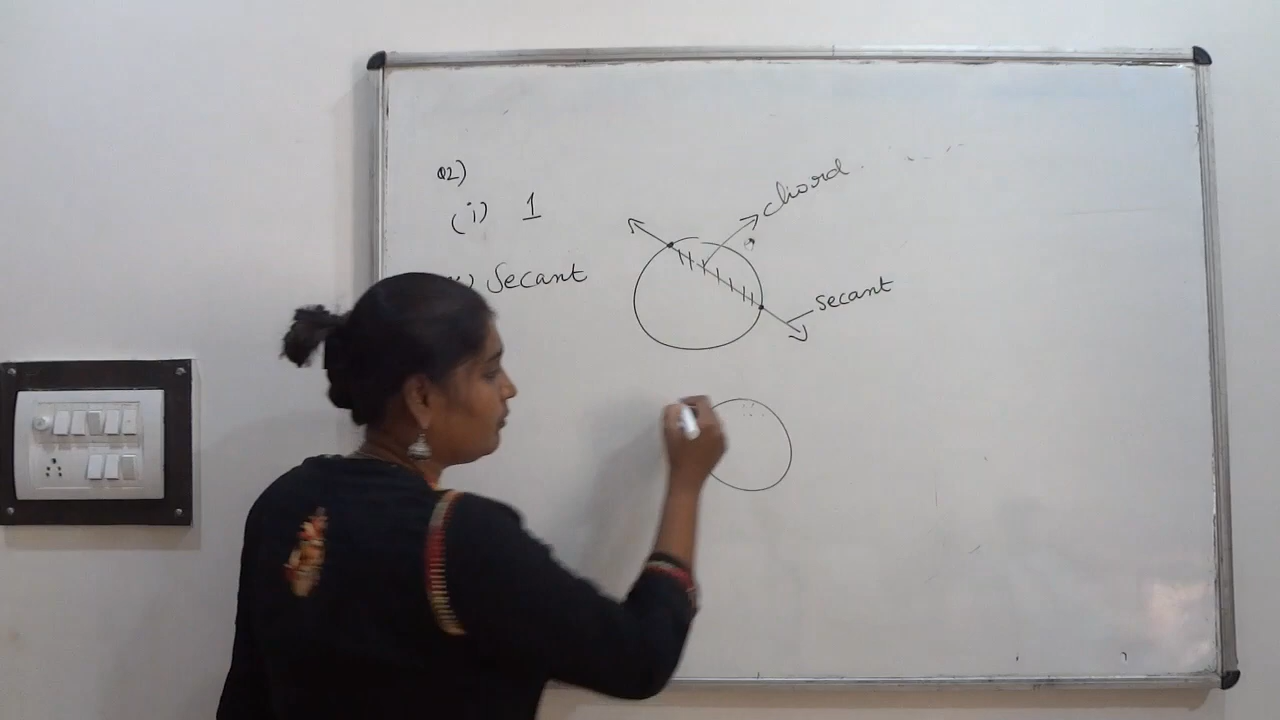 Q2)
(i) 1
Secant
chord.
secant